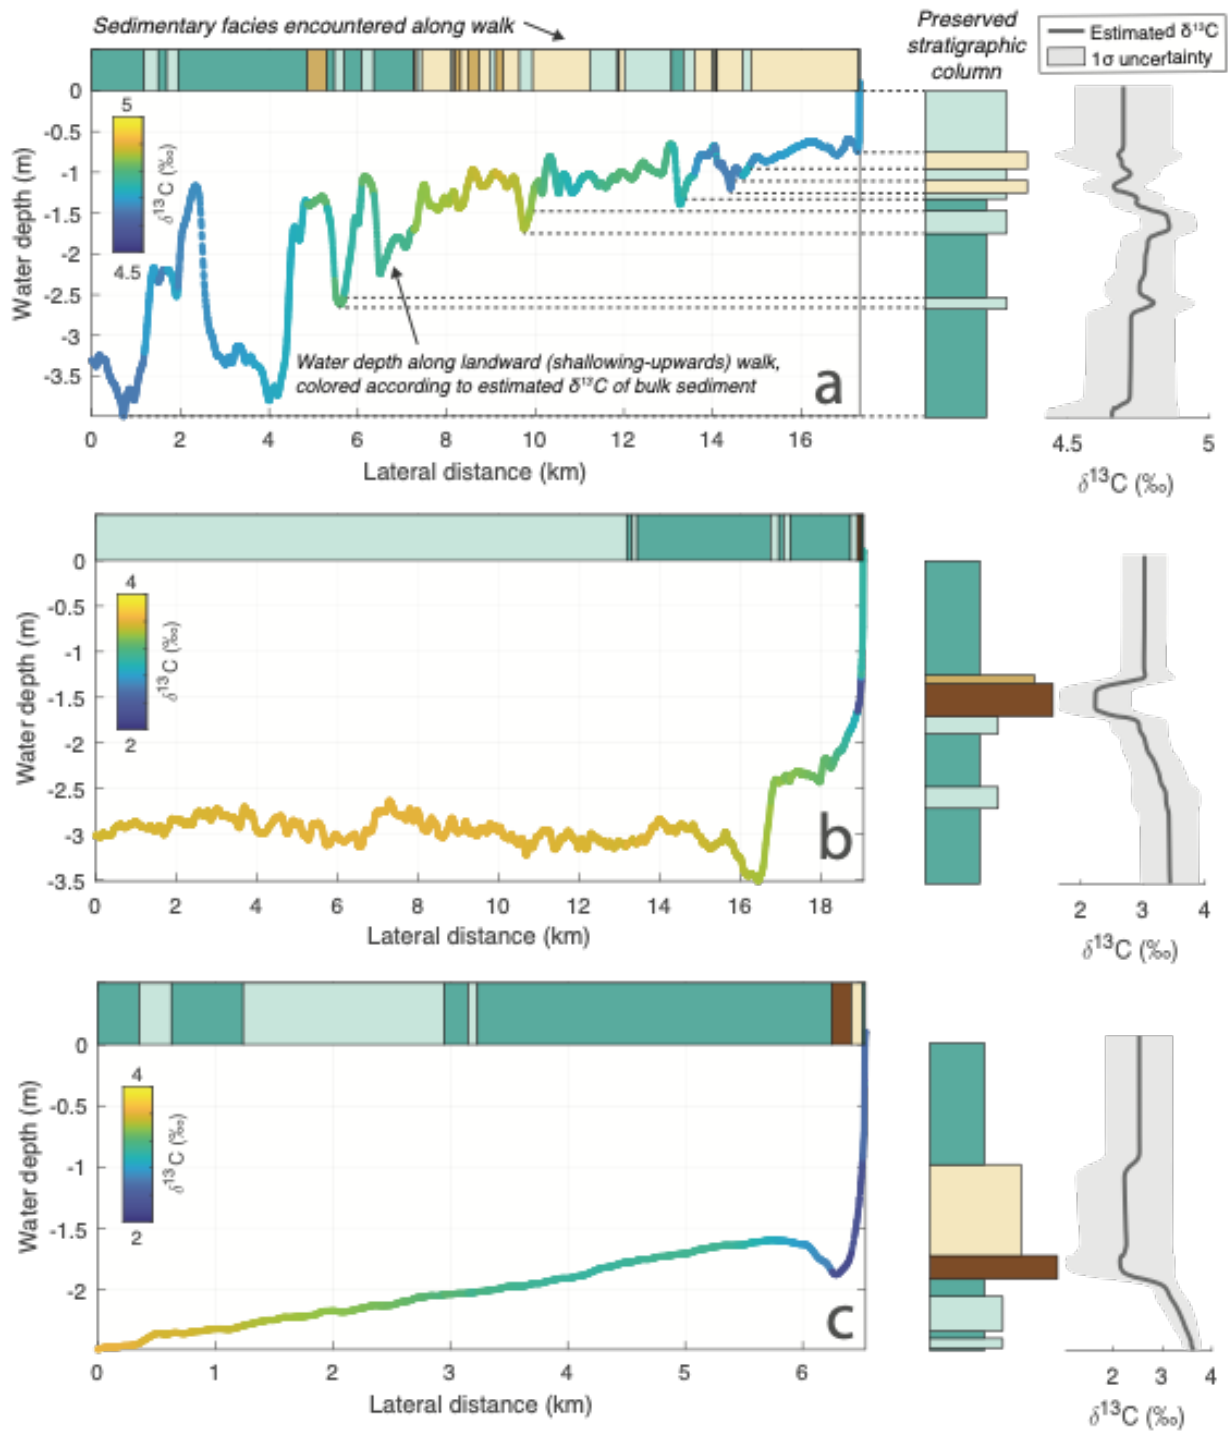 Sedimentary facies encountered along walk
Preserved
stratigraphic
column
Estimated δ¹³C
1σ uncertainty
0
-0.5
-1
-1.5
-2
-2.5
-3
-3.5
Water depth (m)
5
4.5
δ¹³C (‰)
Water depth along landward (shallowing-upwards) walk,
colored according to estimated δ¹³C of bulk sediment
a
0 2 4 6 8 10 12 14 16
Lateral distance (km)
4.5 5
δ¹³C (‰)
0
-0.5
-1
-1.5
-2
-2.5
-3
-3.5
Water depth (m)
4
2
δ¹³C (‰)
b
0 2 4 6 8 10 12 14 16 18
Lateral distance (km)
2 3 4
δ¹³C (‰)
0
-0.5
-1
-1.5
-2
Water depth (m)
4
2
δ¹³C (‰)
c
0 1 2 3 4 5 6
Lateral distance (km)
2 3 4
δ¹³C (‰)